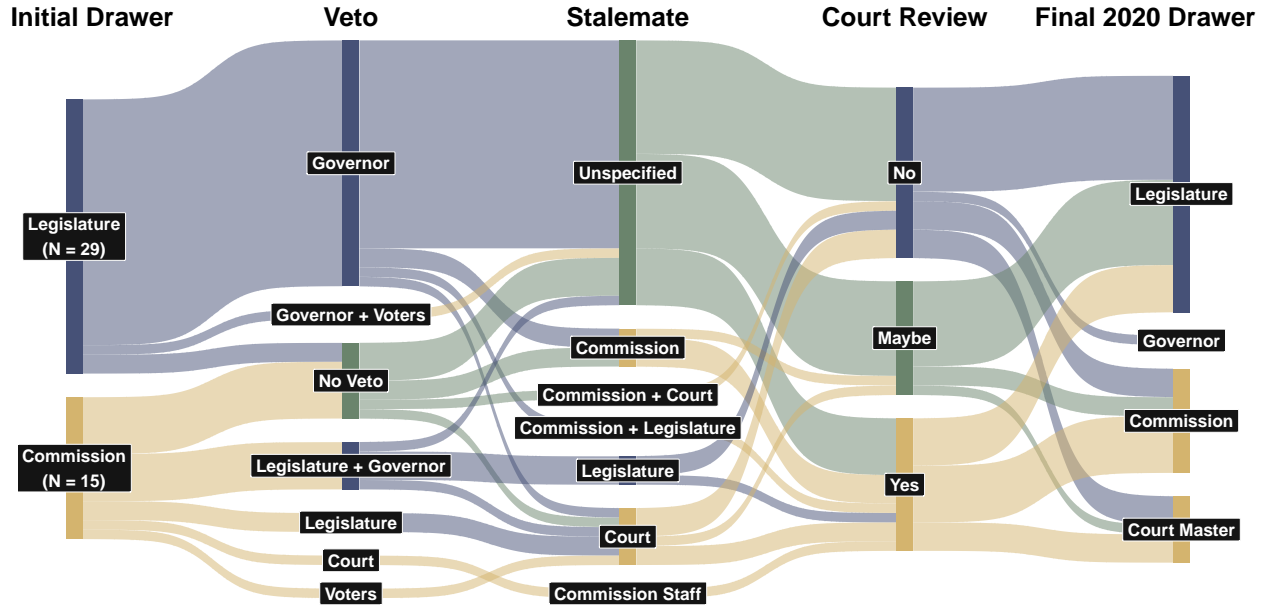 Initial Drawer
Veto
Stalemate
Court Review
Final 2020 Drawer
Legislature
(N = 29)
Commission
(N = 15)
Governor
Governor + Voters
No Veto
Legislature + Governor
Legislature
Court
Voters
Unspecified
Commission
Commission + Court
Commission + Legislature
Legislature
Court
Commission Staff
No
Maybe
Yes
Legislature
Governor
Commission
Court Master